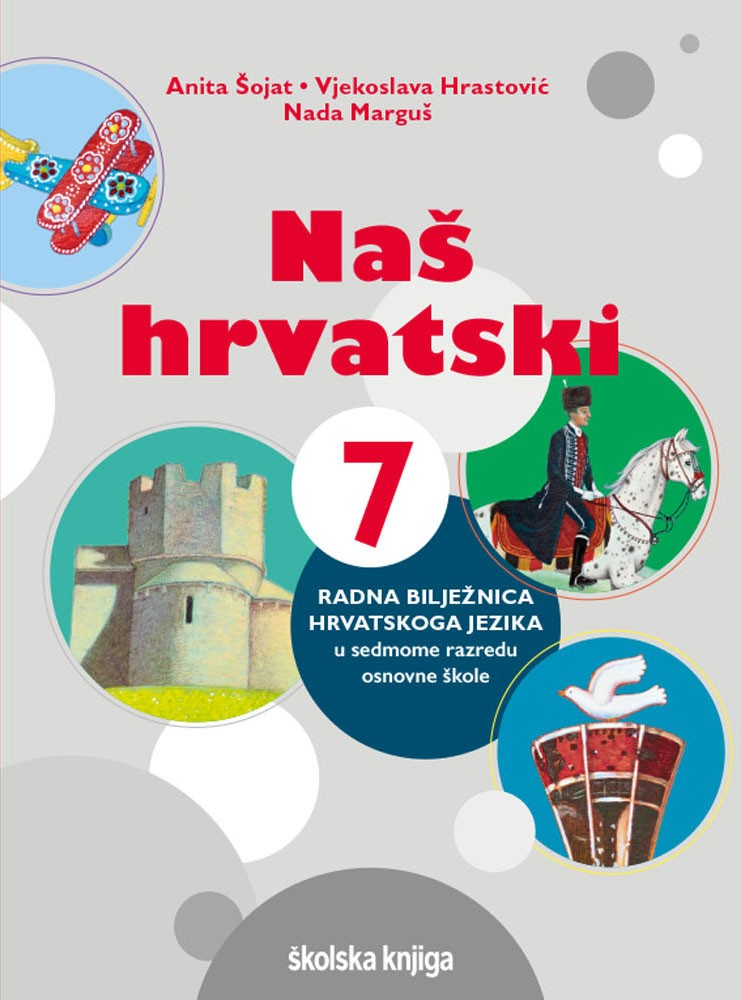 Anita Šojat • Vjekoslava Hrastović
Nada Marguš
Naš
hrvatski
7
RADNA BILJEŽNICA
HRVATSKOGA JEZIKA
u sedmome razredu
osnovne škole
školska knjiga